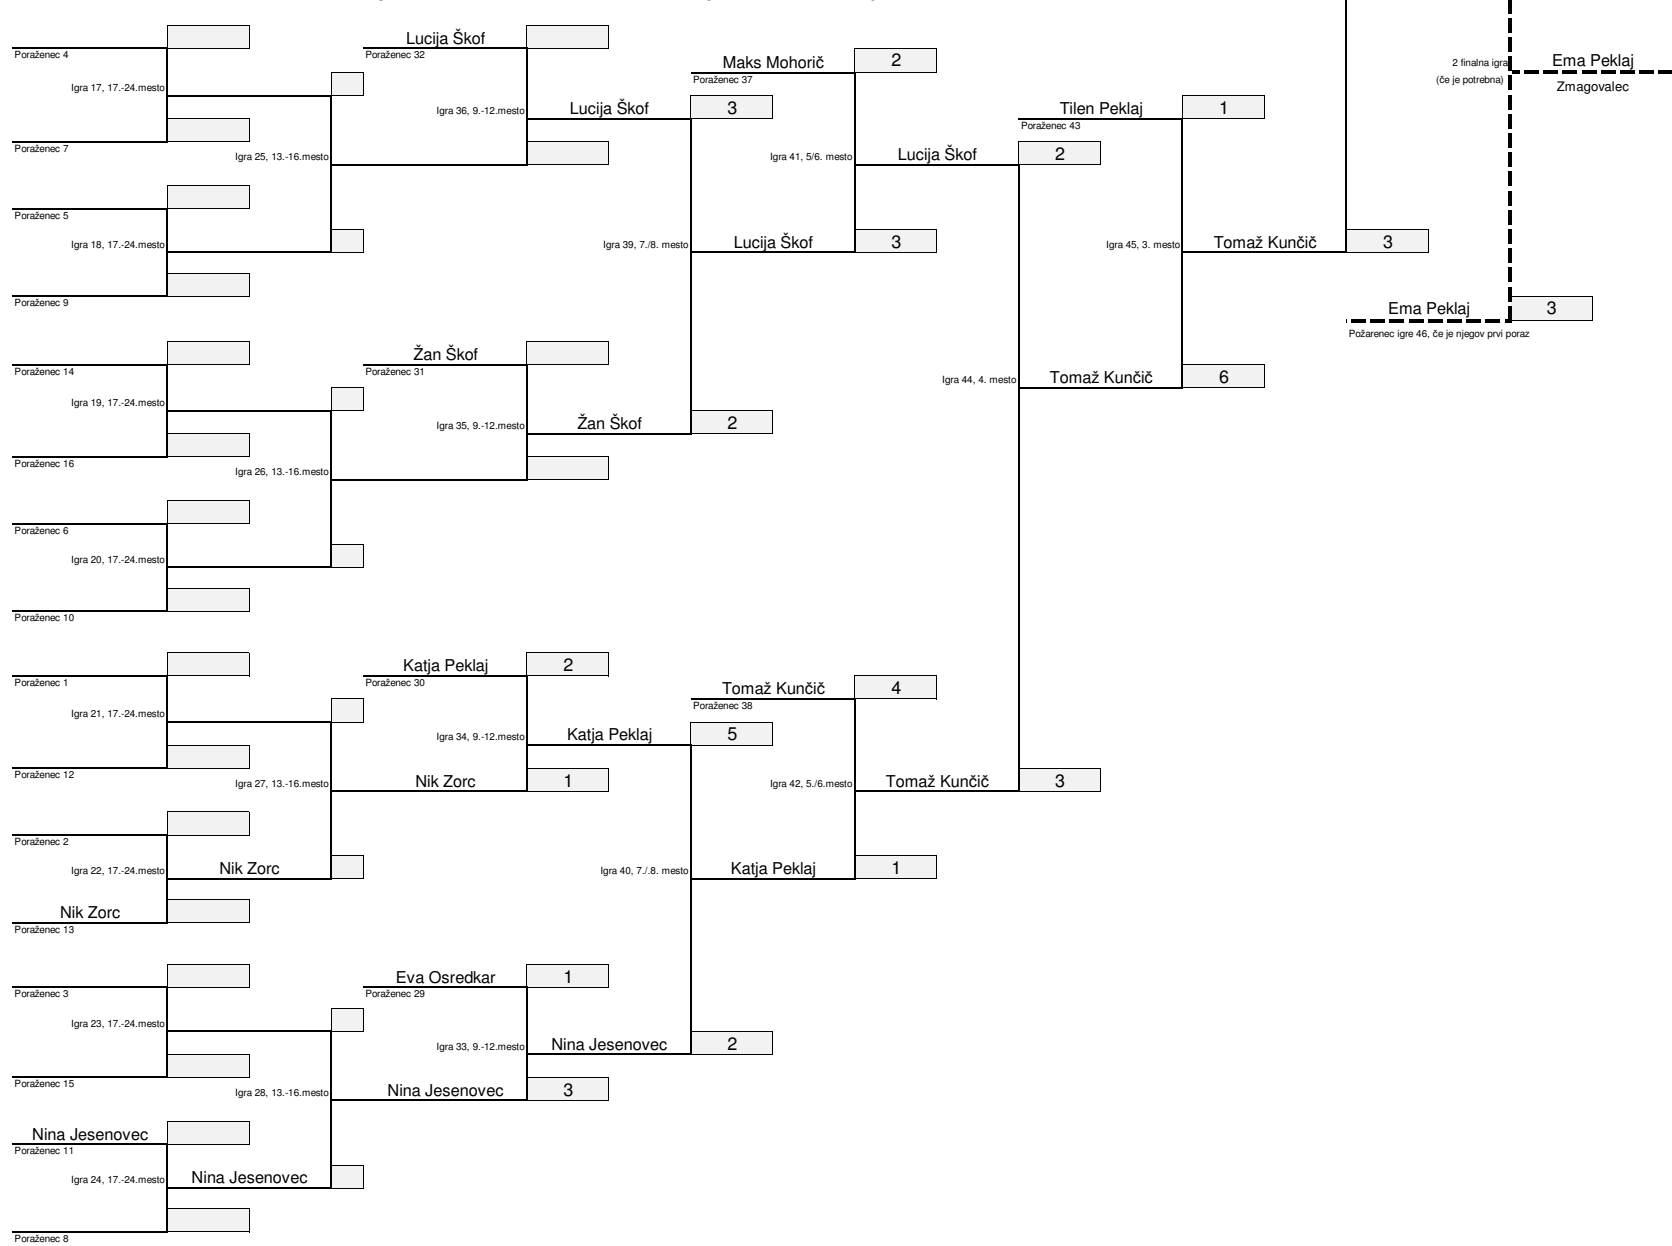 Poraženec 4
Igra 17, 17.-24.mesto
Poraženec 7
Igra 25, 13.-16.mesto
Poraženec 5
Igra 18, 17.-24.mesto
Poraženec 9
Poraženec 14
Igra 19, 17.-24.mesto
Poraženec 16
Igra 26, 13.-16.mesto
Poraženec 6
Igra 20, 17.-24.mesto
Poraženec 10
Poraženec 1
Igra 21, 17.-24.mesto
Poraženec 12
Igra 27, 13.-16.mesto
Poraženec 2
Igra 22, 17.-24.mesto
Nik Zorc
Nik Zorc
Poraženec 13
Poraženec 3
Igra 23, 17.-24.mesto
Poraženec 15
Igra 28, 13.-16.mesto
Nina Jesenovec
Poraženec 11
Igra 24, 17.-24.mesto
Nina Jesenovec
Poraženec 8
Lucija Škof
Poraženec 32
Igra 36, 9.-12.mesto
Lucija Škof
3
Žan Škof
Poraženec 31
Igra 35, 9.-12.mesto
Žan Škof
2
Igra 39, 7./8. mesto
Katja Peklaj
2
Poraženec 30
Igra 34, 9.-12.mesto
Katja Peklaj
5
Nik Zorc
1
Eva Osredkar
1
Poraženec 29
Igra 33, 9.-12.mesto
Nina Jesenovec
2
Nina Jesenovec
3
Igra 40, 7./.8. mesto
Maks Mohorič
2
Poraženec 37
Igra 41, 5/6. mesto
Lucija Škof
2
Lucija Škof
3
Tomaž Kunčič
4
Poraženec 38
Igra 42, 5./6.mesto
Tomaž Kunčič
3
Katja Peklaj
1
Tilen Peklaj
1
Poraženec 43
Igra 45, 3. mesto
Tomaž Kunčič
3
Igra 44, 4. mesto
Tomaž Kunčič
6
2 finalna igra
(če je potrebna)
Ema Peklaj
Zmagovalec
Ema Peklaj
3
Požarenec igre 46, če je njegov prvi poraz